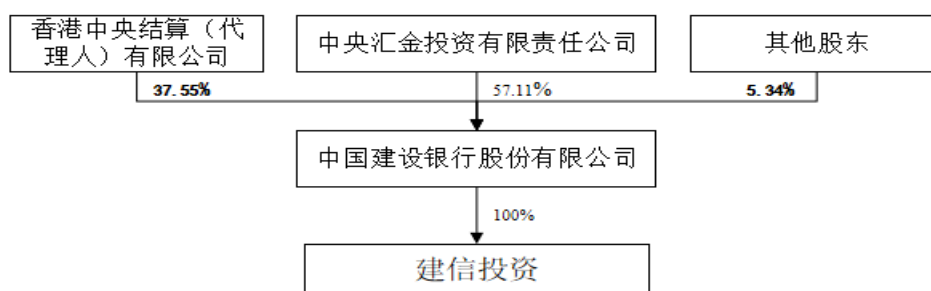 香港中央结算（代
理人）有限公司
中央汇金投资有限责任公司
其他股东
37.55%
57.11%
5.34%
中国建设银行股份有限公司
100%
建信投资